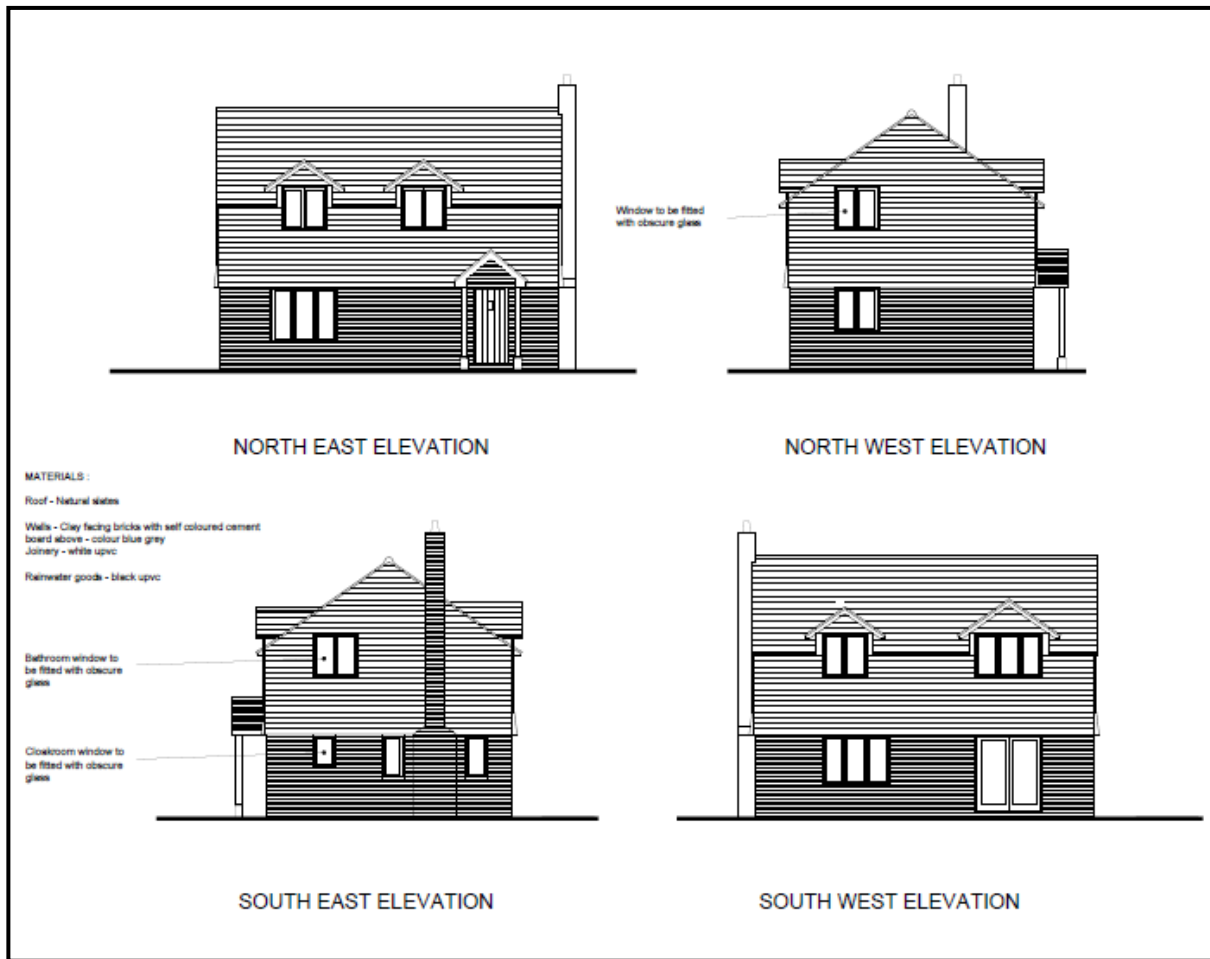 Window to be fitted
with obscure glass
NORTH EAST ELEVATION
NORTH WEST ELEVATION
MATERIALS :
Roof - Natural slates
Walls - Clay facing bricks with self coloured cement
board above - colour blue grey
Joinery - white upvc
Rainwater goods - black upvc
Bathroom window to
be fitted with obscure
glass
Cloakroom window to
be fitted with obscure
glass
SOUTH EAST ELEVATION
SOUTH WEST ELEVATION